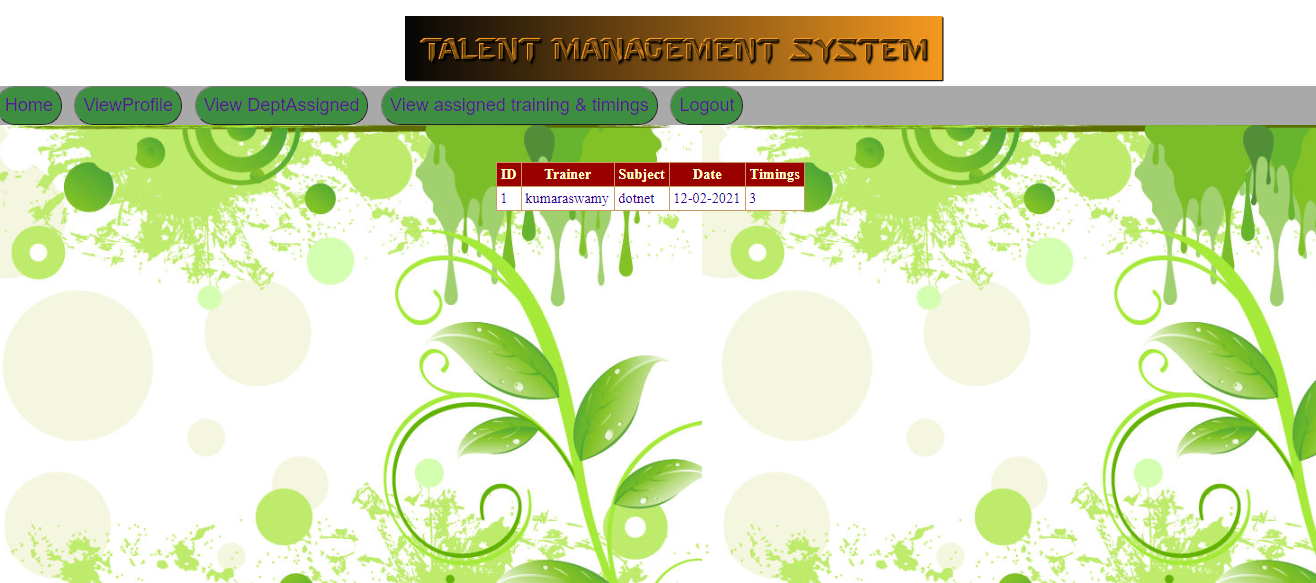 TALENT MANAGEMENT SYSTEM
Home ViewProfile View DeptAssigned View assigned training & timings Logout
ID Trainer Subject Date Timings
1 kumaraswamy dotnet 12-02-2021 3